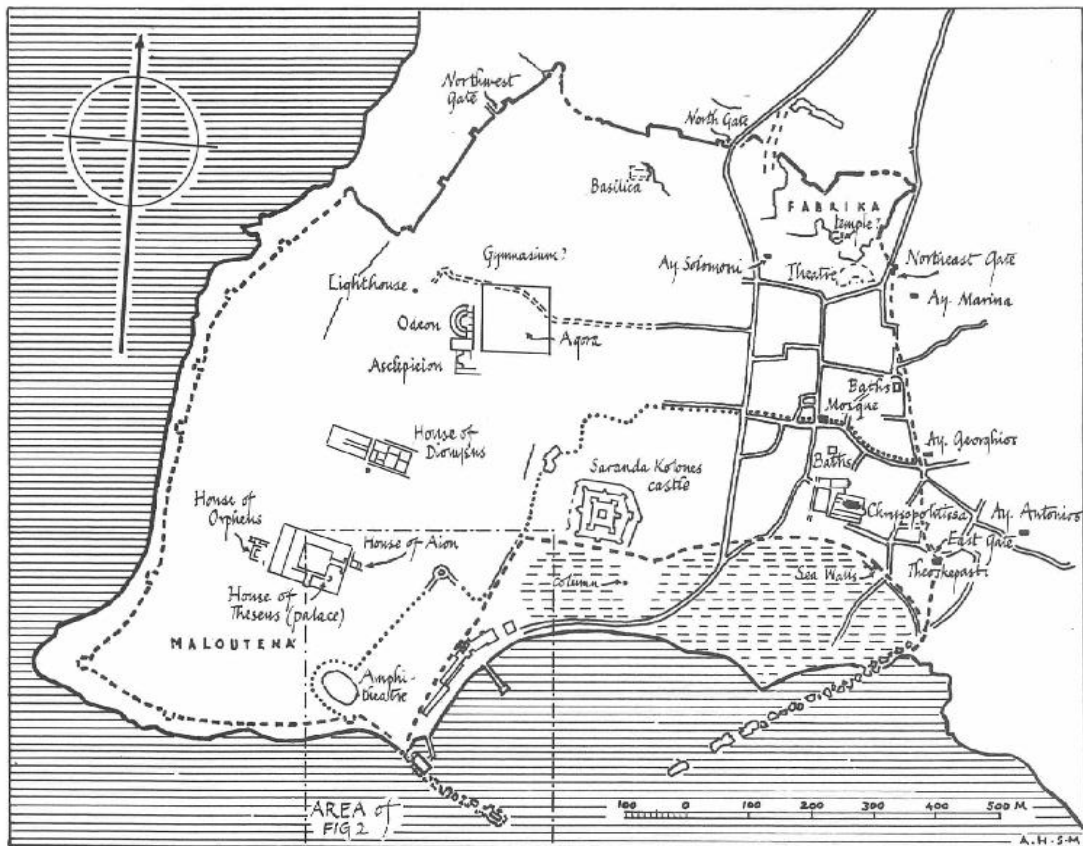 Northwest
Gate
North Gate
Basilica
FABRIKA
temple?
Ay. Solomoni
Theatre
Northeast Gate
Ay. Marina
Gymnasium?
Lighthouse
Odeon
Agora
Asclepieion
Baths
Mosque
House of
Dionysus
Ay. Georghios
Saranda Kolones
castle
Baths
Chrysopolitissa
Ay. Antonios
House of
Orpheus
House of Aion
East Gate
Theoskepasti
Column
Sea Walls
House of
Theseus (palace)
MALOUTENA
Amphi-
theatre
AREA of
FIG 2
100 0 100 200 300 400 500 M
A.H.S-M